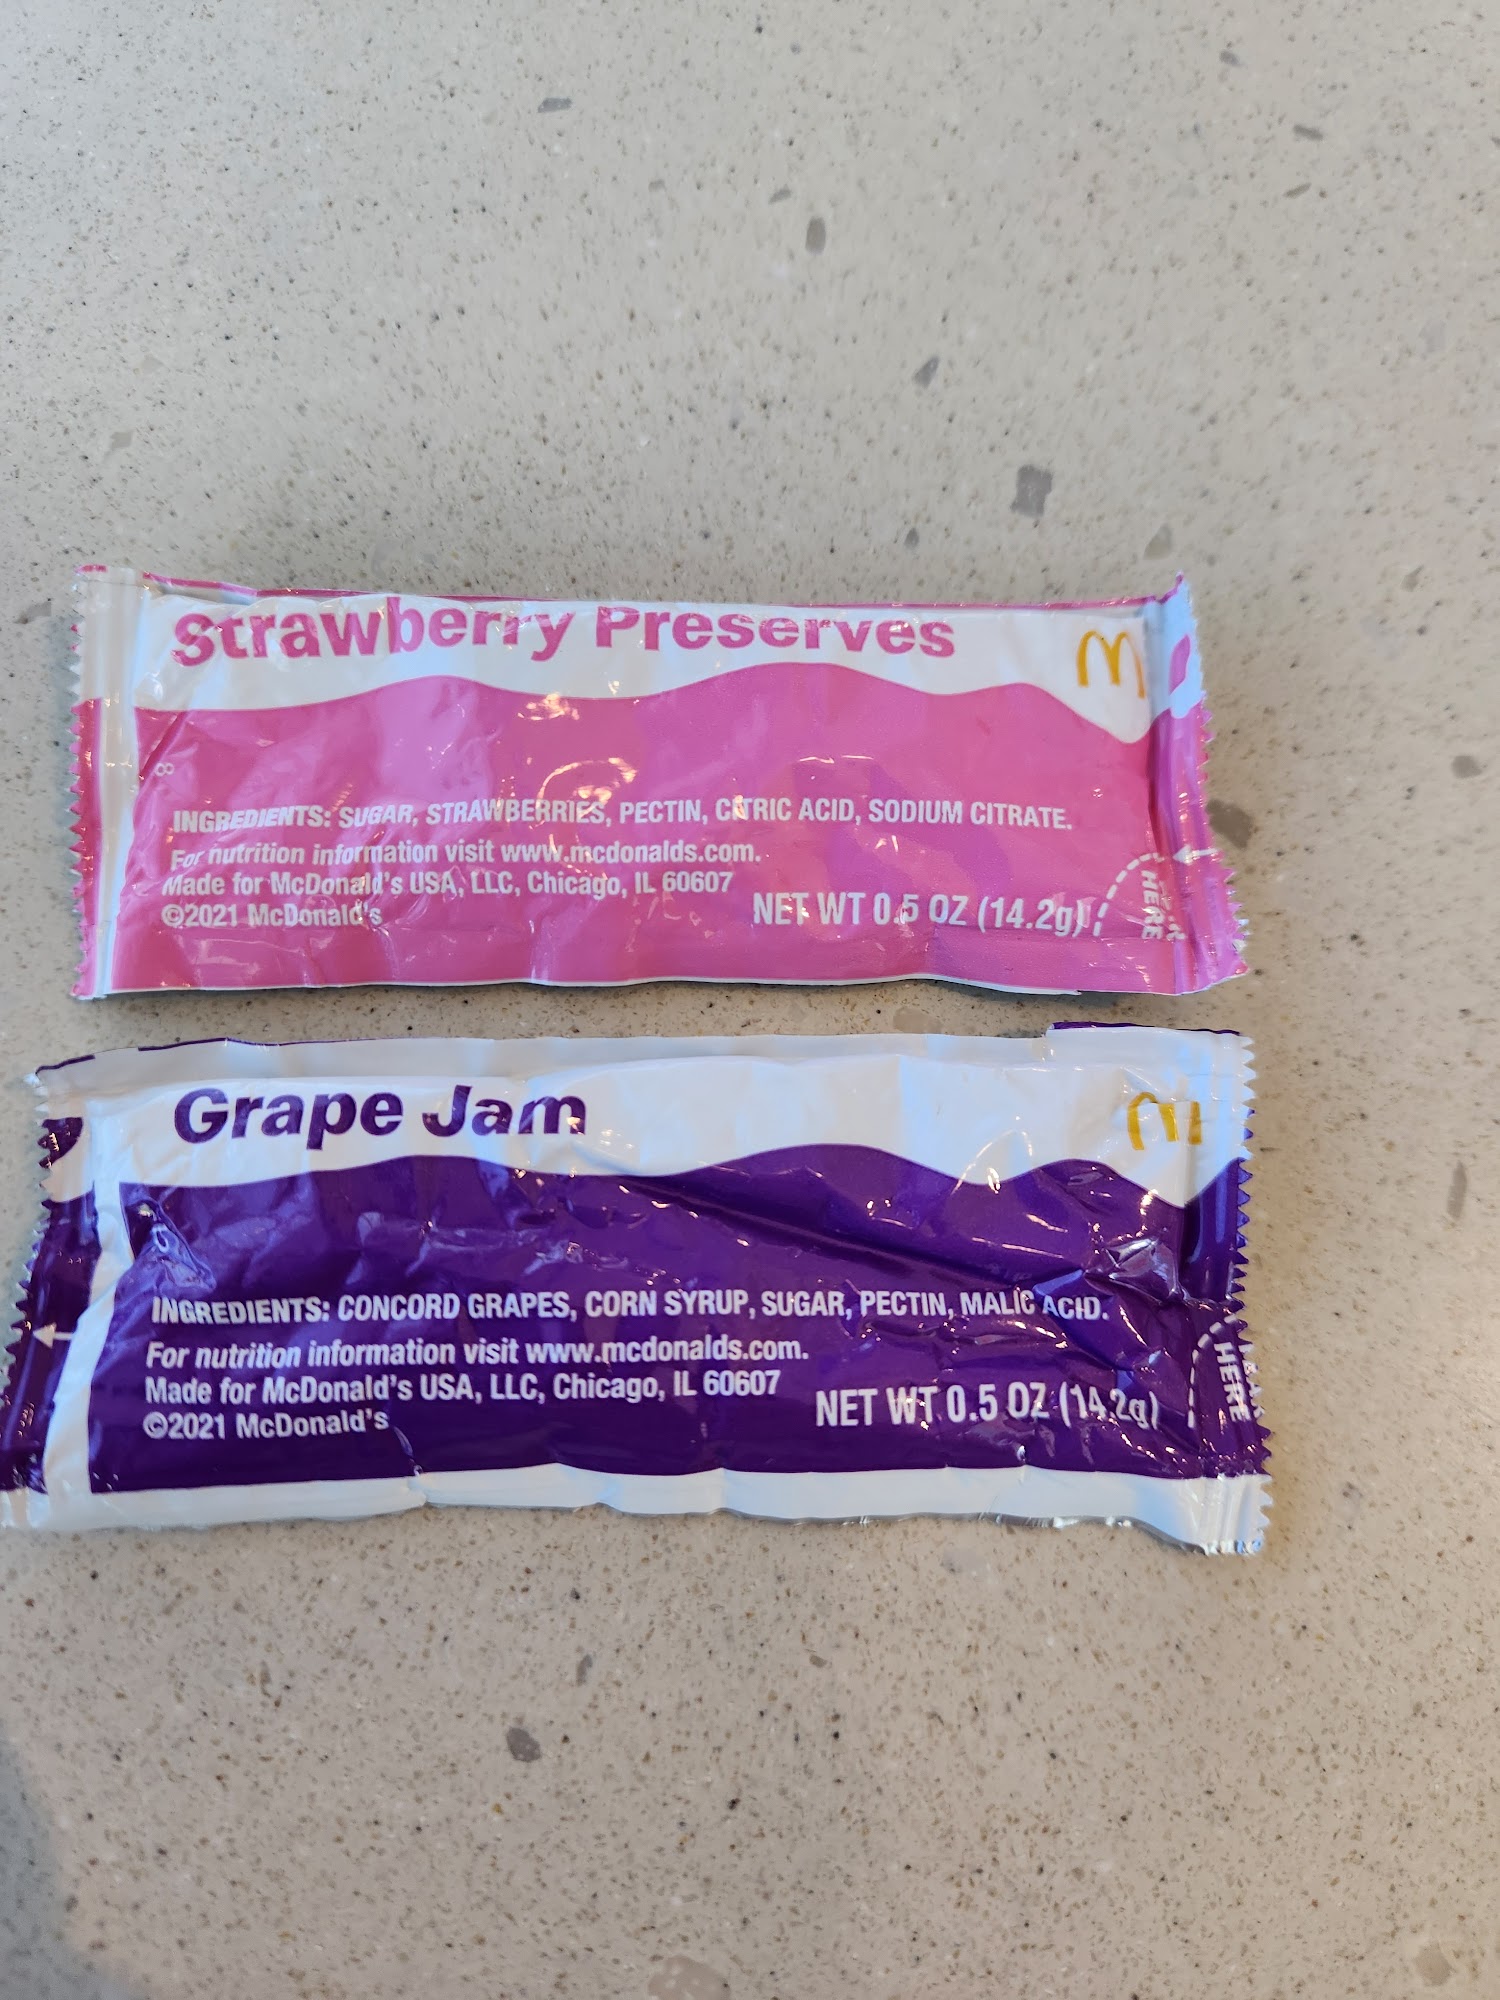 Strawberry Preserves
8
INGREDIENTS: SUGAR, STRAWBERRIES, PECTIN, CITRIC ACID, SODIUM CITRATE.
For nutrition information visit www.mcdonalds.com.
Made for McDonald's USA, LLC, Chicago, IL 60607
©2021 McDonald's
NET WT 0.5 OZ (14.2g)
HERE
Grape Jam
INGREDIENTS: CONCORD GRAPES, CORN SYRUP, SUGAR, PECTIN, MALIC ACID.
For nutrition information visit www.mcdonalds.com.
Made for McDonald's USA, LLC, Chicago, IL 60607
©2021 McDonald's
NET WT 0.5 OZ (14.2g)
HERE